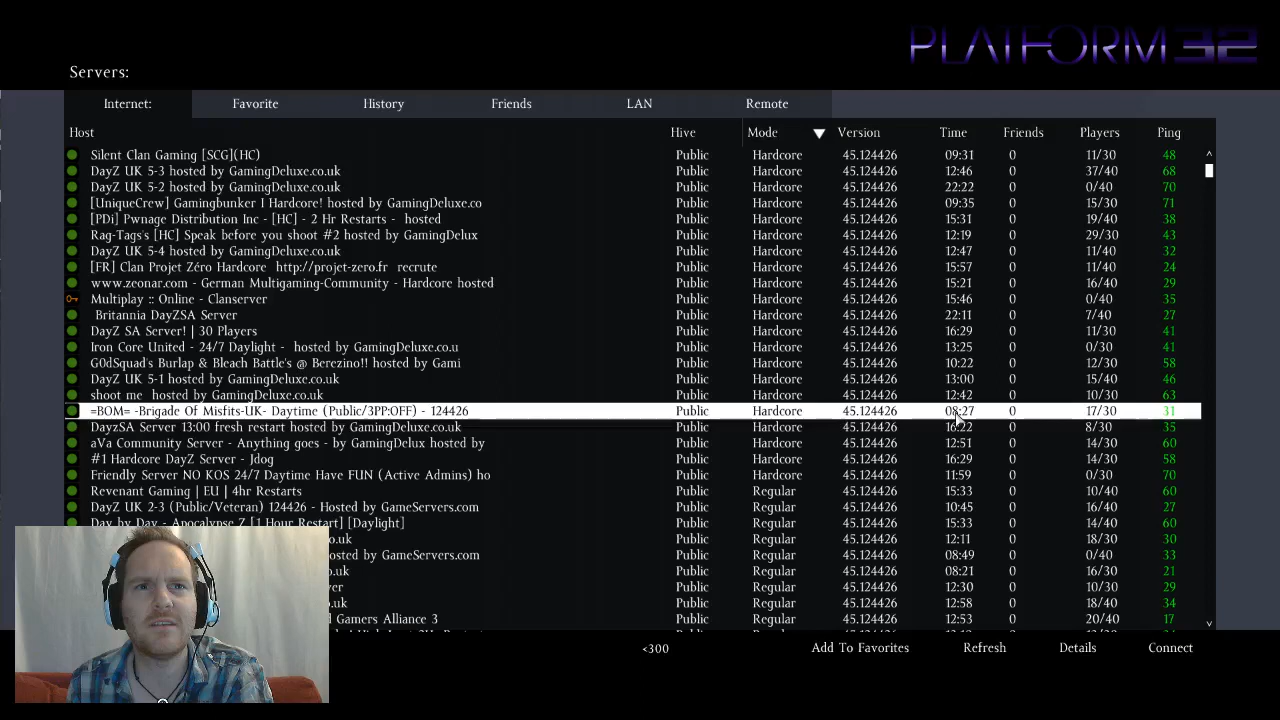 PLATFORM32
Servers:
Internet: Favorite History Friends LAN Remote
Host Hive Mode Version Time Friends Players Ping
Silent Clan Gaming [SCG](HC) Public Hardcore 45.124426 09:31 0 11/30 48
DayZ UK 5-3 hosted by GamingDeluxe.co.uk Public Hardcore 45.124426 12:46 0 37/40 68
DayZ UK 5-2 hosted by GamingDeluxe.co.uk Public Hardcore 45.124426 22:22 0 0/40 70
[UniqueCrew] Gamingbunker I Hardcore! hosted by GamingDeluxe.co Public Hardcore 45.124426 09:35 0 15/30 71
[PDi] Pwnage Distribution Inc - [HC] - 2 Hr Restarts - hosted Public Hardcore 45.124426 15:31 0 19/40 38
Rag-Tag's [HC] Speak before you shoot #2 hosted by GamingDelux Public Hardcore 45.124426 12:19 0 29/30 43
DayZ UK 5-4 hosted by GamingDeluxe.co.uk Public Hardcore 45.124426 12:47 0 11/40 32
[FR] Clan Projet Zéro Hardcore http://projet-zero.fr recrute Public Hardcore 45.124426 15:57 0 11/40 24
www.zeonar.com - German Multigaming-Community - Hardcore hosted Public Hardcore 45.124426 15:21 0 16/40 29
Multiplay :: Online - Clanserver Public Hardcore 45.124426 15:46 0 0/40 35
Britannia DayZSA Server Public Hardcore 45.124426 22:11 0 7/40 27
DayZ SA Server! | 30 Players Public Hardcore 45.124426 16:29 0 11/30 41
Iron Core United - 24/7 Daylight - hosted by GamingDeluxe.co.u Public Hardcore 45.124426 13:25 0 0/30 41
G0dSquad's Burlap & Bleach Battle's @ Berezino!! hosted by Gami Public Hardcore 45.124426 10:22 0 12/30 58
DayZ UK 5-1 hosted by GamingDeluxe.co.uk Public Hardcore 45.124426 13:00 0 15/40 46
shoot me hosted by GamingDeluxe.co.uk Public Hardcore 45.124426 12:42 0 10/30 63
=BOM= -Brigade Of Misfits-UK- Daytime (Public/3PP:OFF) - 124426 Public Hardcore 45.124426 08:27 0 17/30 31
DayzSA Server 13:00 fresh restart hosted by GamingDeluxe.co.uk Public Hardcore 45.124426 16:22 0 8/30 35
aVa Community Server - Anything goes - by GamingDelux hosted by Public Hardcore 45.124426 12:51 0 14/30 60
#1 Hardcore DayZ Server - Jdog Public Hardcore 45.124426 16:29 0 14/30 58
Friendly Server NO KOS 24/7 Daytime Have FUN (Active Admins) ho Public Hardcore 45.124426 11:59 0 0/30 70
Revenant Gaming | EU | 4hr Restarts Public Regular 45.124426 15:33 0 10/40 60
DayZ UK 2-3 (Public/Veteran) 124426 - Hosted by GameServers.com Public Regular 45.124426 10:45 0 16/40 27
Day by Day - Apocalypse Z [1 Hour Restart] [Daylight] Public Regular 45.124426 15:33 0 14/40 60
o.uk Public Regular 45.124426 12:11 0 18/30 30
osted by GameServers.com Public Regular 45.124426 08:49 0 0/40 33
.uk Public Regular 45.124426 08:21 0 16/30 21
ver Public Regular 45.124426 12:30 0 10/30 29
.uk Public Regular 45.124426 12:58 0 18/40 34
d Gamers Alliance 3 Public Regular 45.124426 12:53 0 20/40 17
<300 Add To Favorites Refresh Details Connect